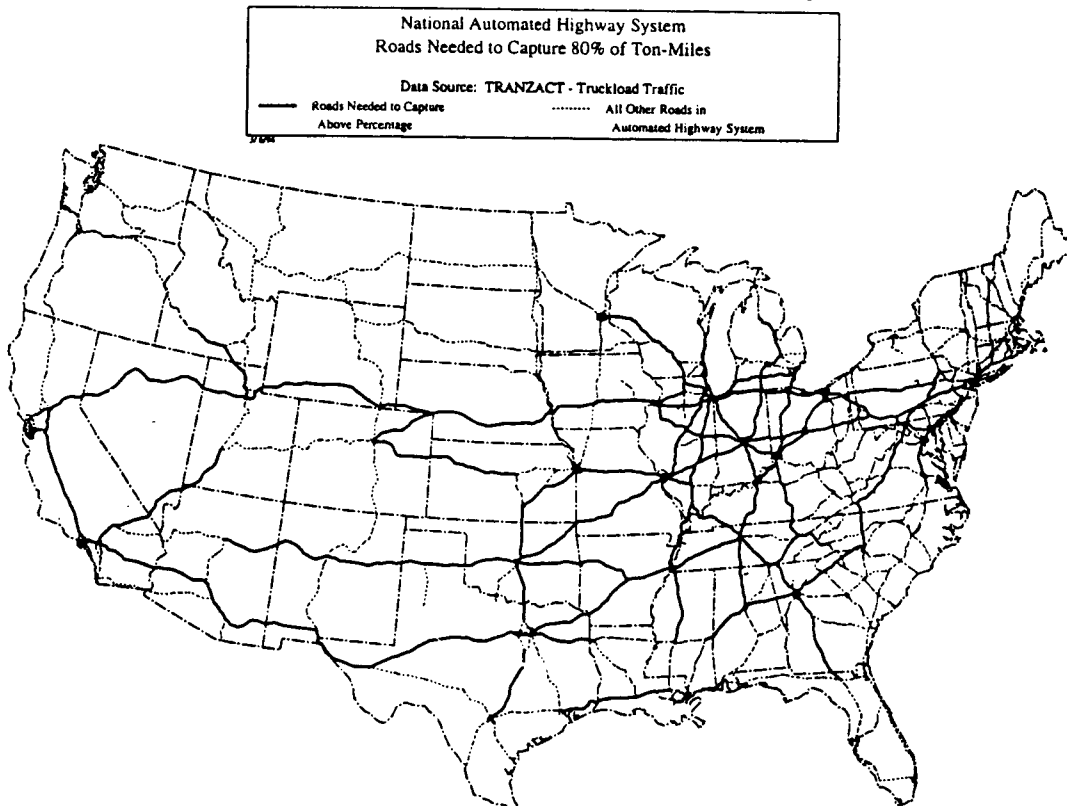 National Automated Highway System
Roads Needed to Capture 80% of Ton-Miles
Data Source: TRANZACT - Truckload Traffic
Roads Needed to Capture
Above Percentage
All Other Roads in
Automated Highway System